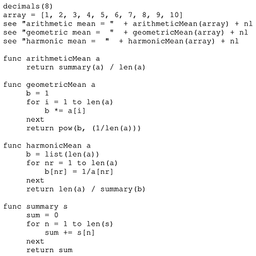 decimals(8)
array = [1, 2, 3, 4, 5, 6, 7, 8, 9, 10]
see "arithmetic mean = "  + arithmeticMean(array) + nl
see "geometric mean =  "  + geometricMean(array) + nl
see "harmonic mean =   "  + harmonicMean(array) + nl

func arithmeticMean a
     return summary(a) / len(a)

func geometricMean a
     b = 1
     for i = 1 to len(a)
         b *= a[i]
     next
     return pow(b, (1/len(a)))

func harmonicMean a
     b = list(len(a))
     for nr = 1 to len(a)
         b[nr] = 1/a[nr]
     next
     return len(a) / summary(b)

func summary s
     sum = 0
     for n = 1 to len(s)
         sum += s[n]
     next
     return sum